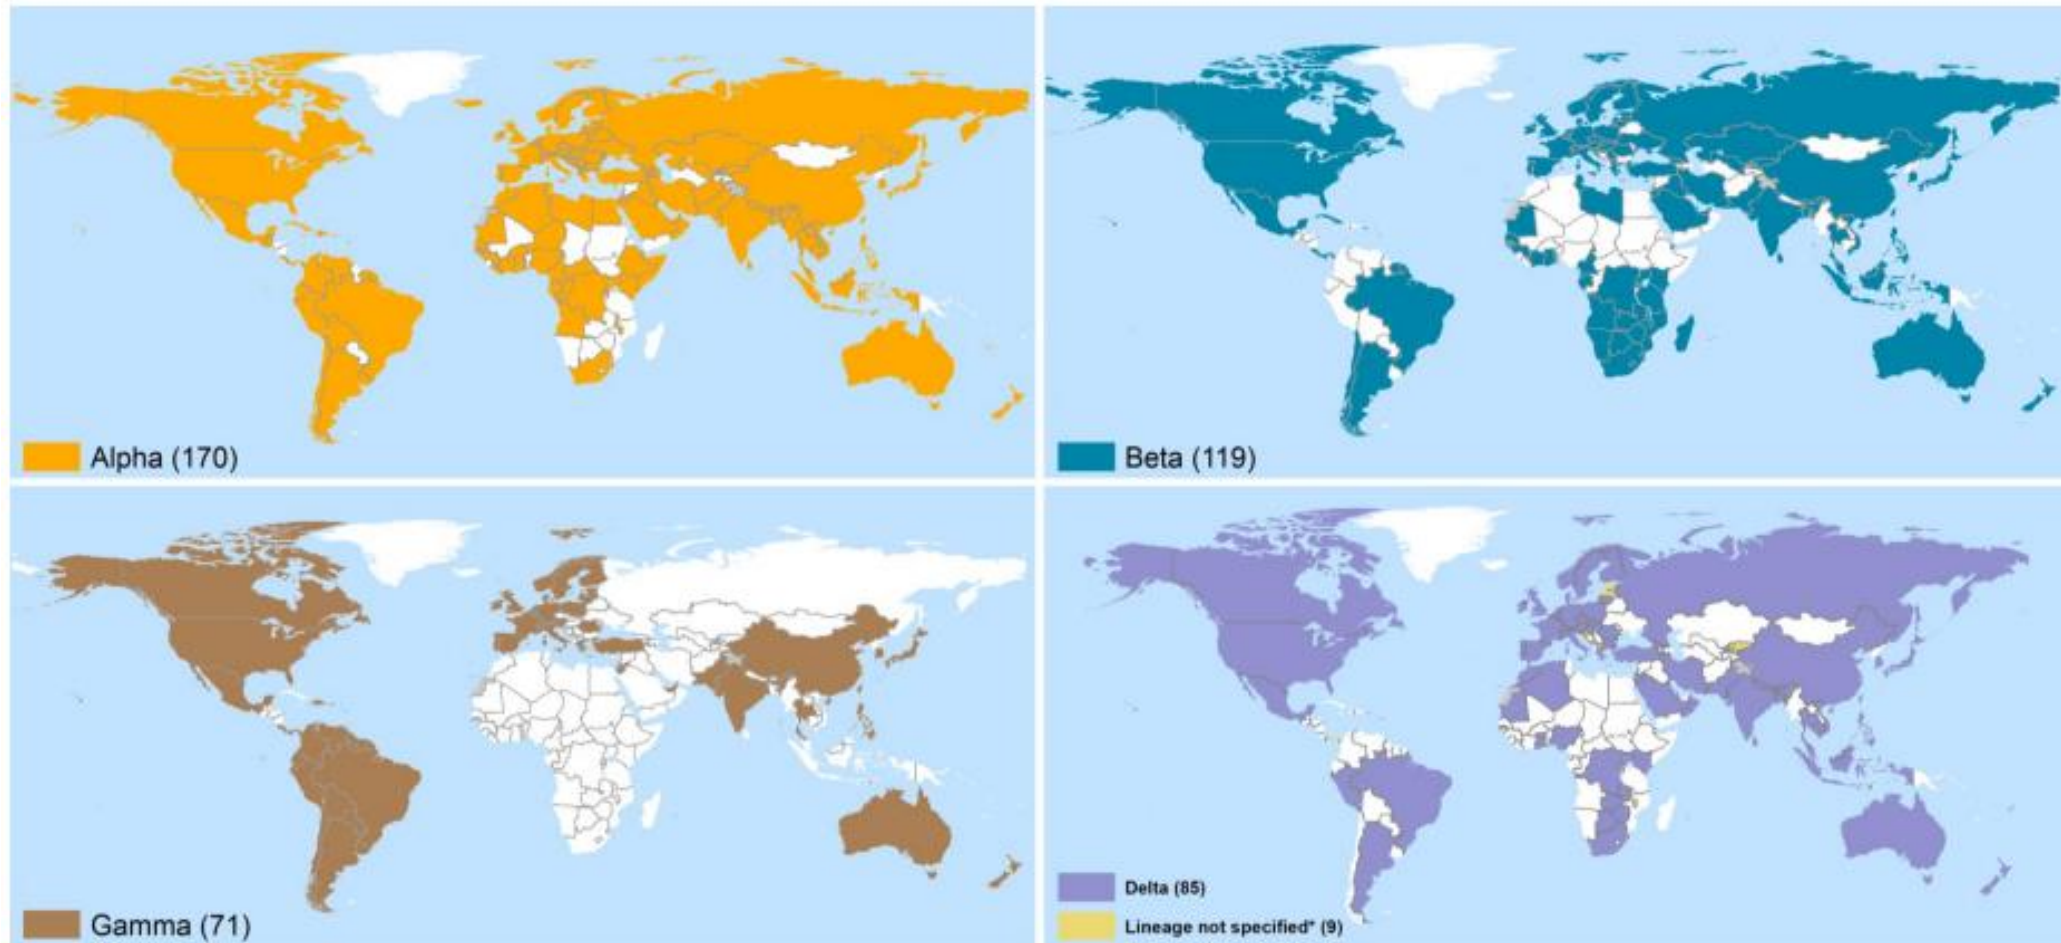 Alpha (170)
Beta (119)
Gamma (71)
Delta (85)
Lineage not specified* (9)